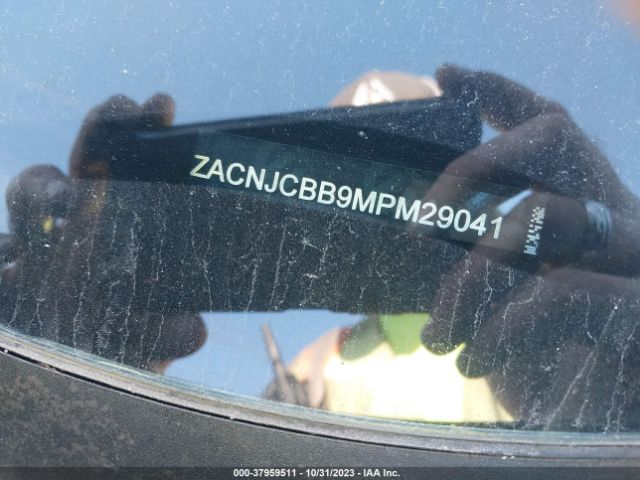 ZACNJCBB9MPM29041
000-37959511 - 10/31/2023 - IAA Inc.